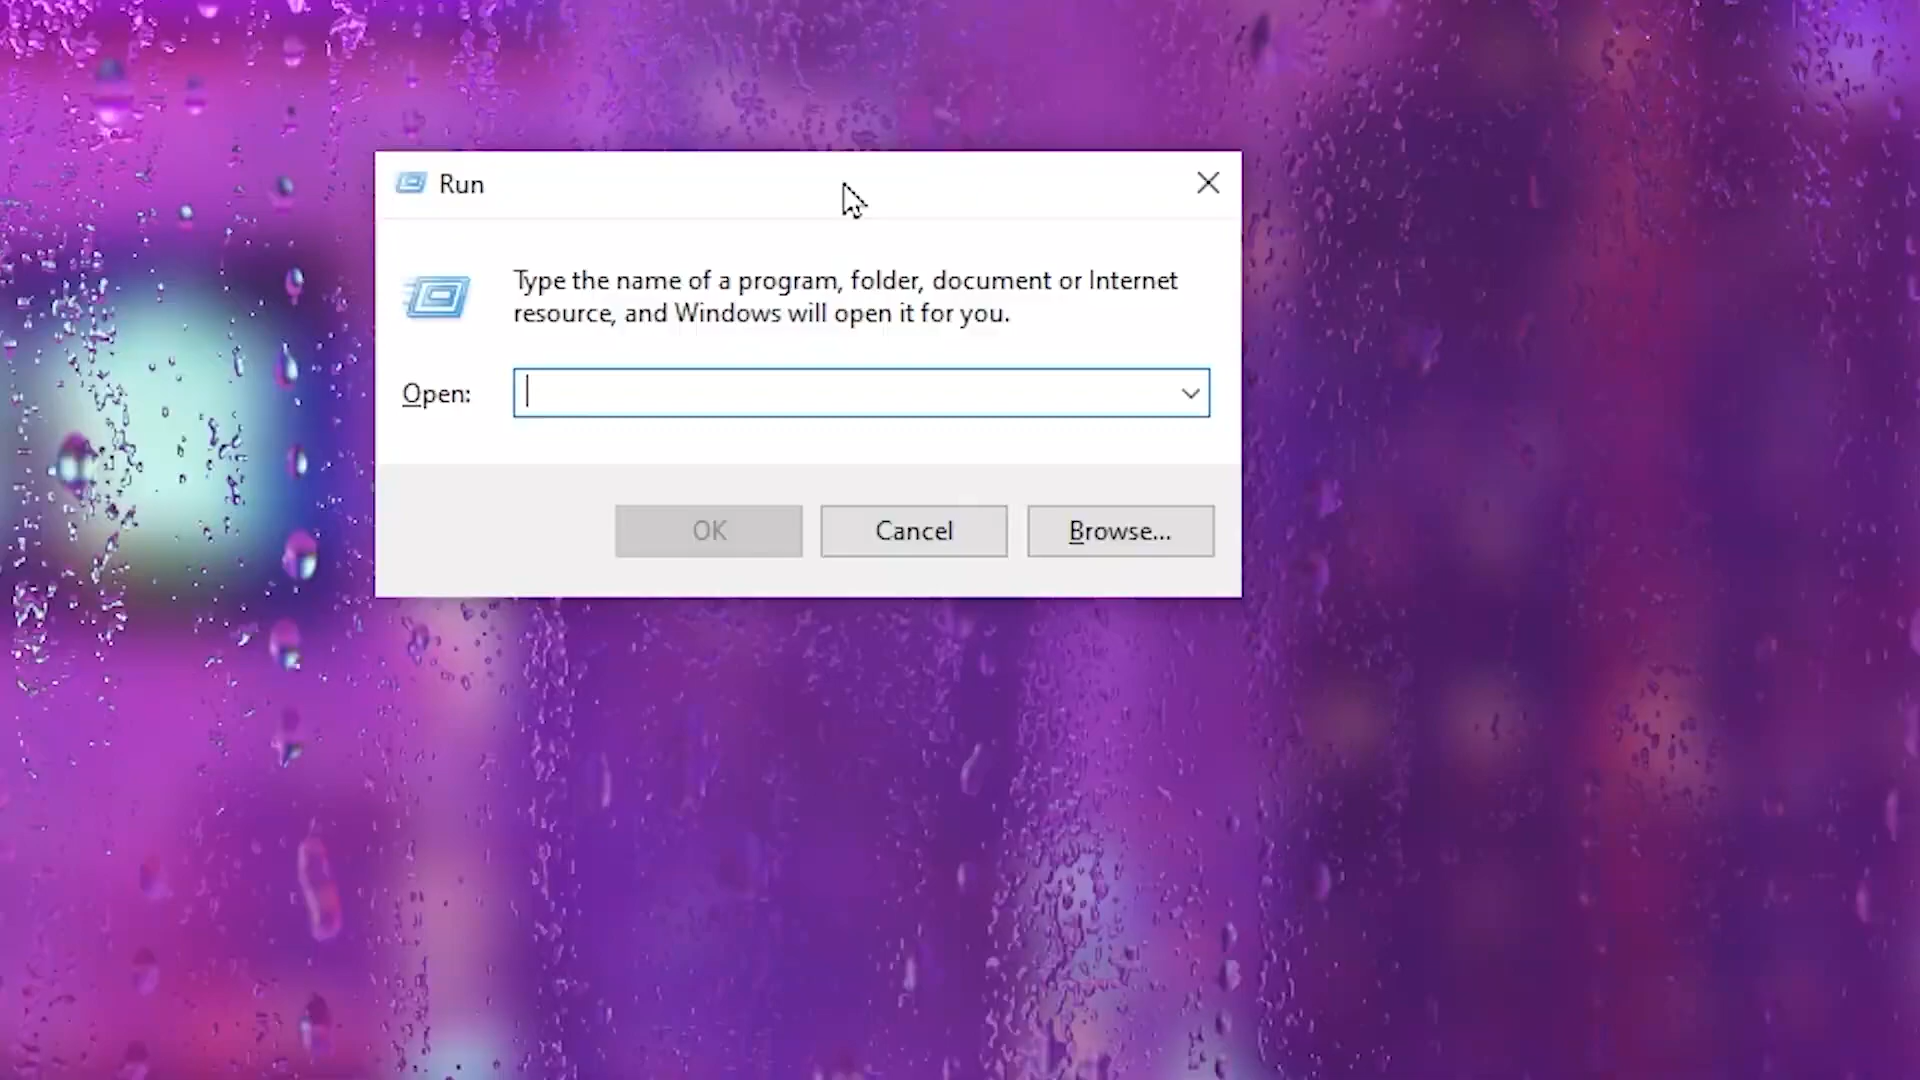 Run
Type the name of a program, folder, document or Internet
resource, and Windows will open it for you.
Open:
OK
Cancel
Browse...